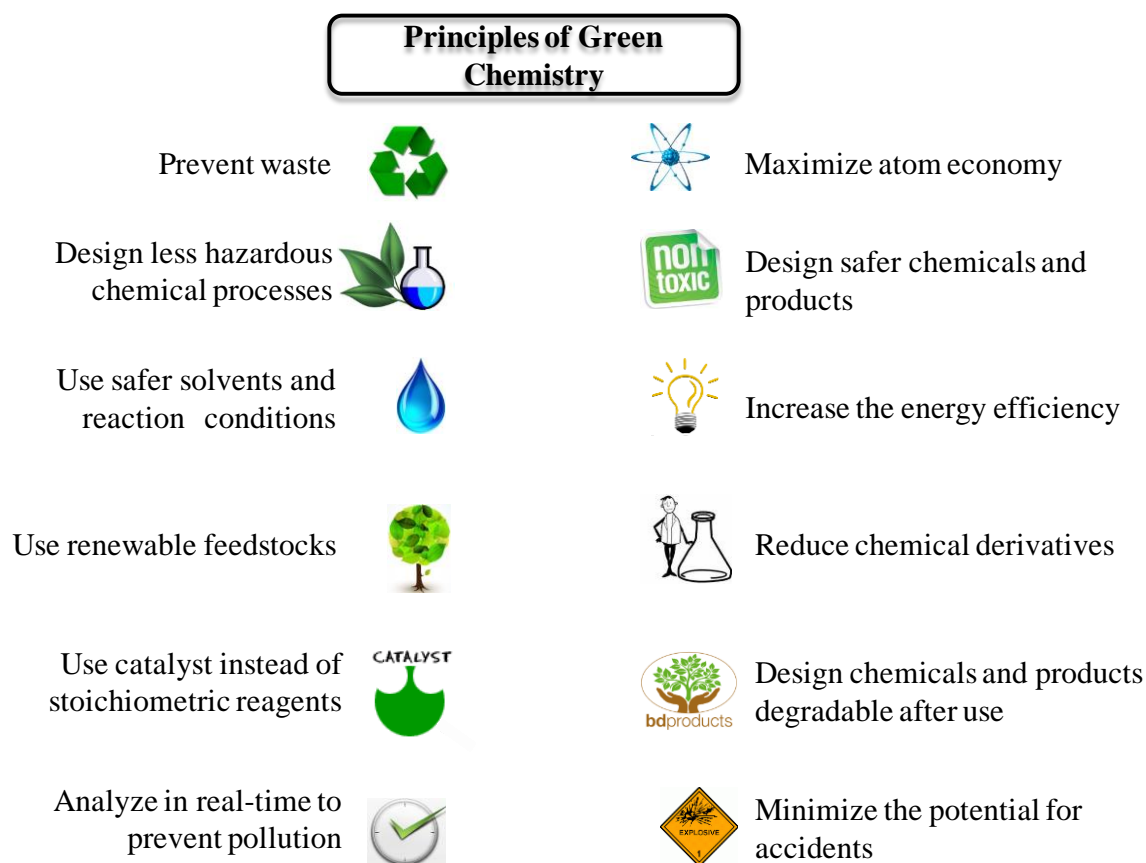 Principles of Green
Chemistry
Prevent waste
Maximize atom economy
Design less hazardous
chemical processes
non
toxic
Design safer chemicals and
products
Use safer solvents and
reaction conditions
Increase the energy efficiency
Use renewable feedstocks
Reduce chemical derivatives
Use catalyst instead of
stoichiometric reagents
CATALYST
bdproducts
Design chemicals and products
degradable after use
Analyze in real-time to
prevent pollution
EXPLOSIVE
1
Minimize the potential for
accidents